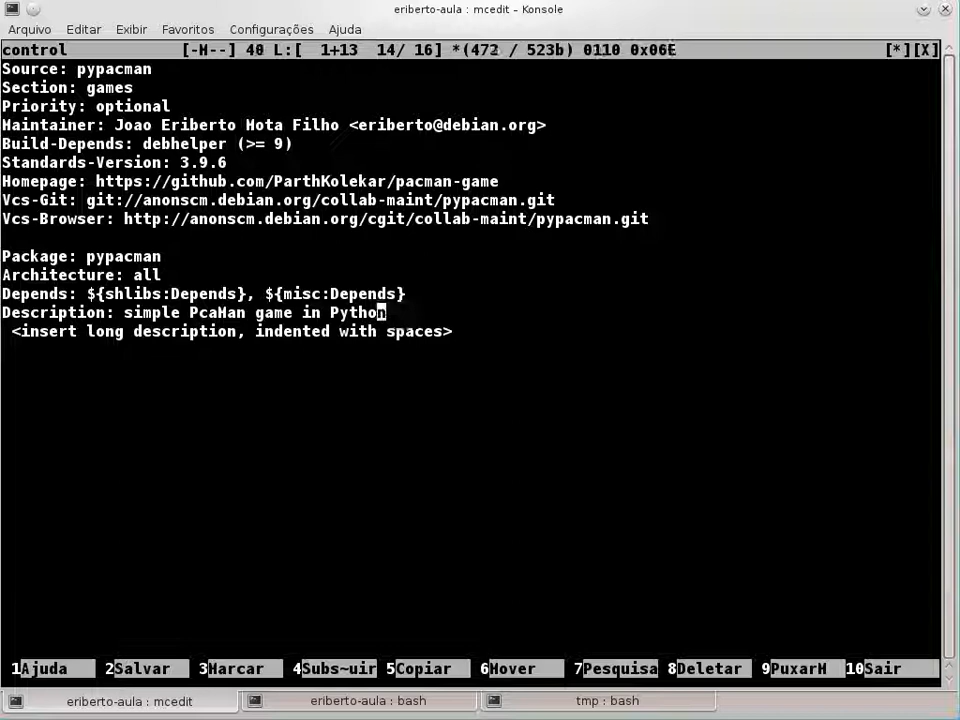 eriberto-aula : mcedit – Konsole
Arquivo Editar Exibir Favoritos Configurações Ajuda
control [-M--] 40 L:[ 1+13 14/ 16] *(472 / 523b) 0110 0x06E [*][X]
Source: pypacman
Section: games
Priority: optional
Maintainer: Joao Eriberto Mota Filho <eriberto@debian.org>
Build-Depends: debhelper (>= 9)
Standards-Version: 3.9.6
Homepage: https://github.com/ParthKolekar/pacman-game
Vcs-Git: git://anonscm.debian.org/collab-maint/pypacman.git
Vcs-Browser: http://anonscm.debian.org/cgit/collab-maint/pypacman.git
Package: pypacman
Architecture: all
Depends: ${shlibs:Depends}, ${misc:Depends}
Description: simple PcaMan game in Python
<insert long description, indented with spaces>
1Ajuda 2Salvar 3Marcar 4Subs~uir 5Copiar 6Mover 7Pesquisa 8Deletar 9PuxarM 10Sair
eriberto-aula : mcedit eriberto-aula : bash tmp : bash